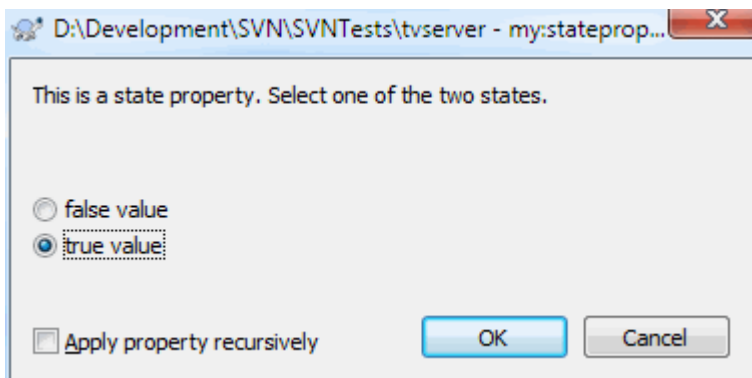 D:\Development\SVN\SVNTests\tvserver - my:stateprop...
This is a state property. Select one of the two states.
false value
true value
Apply property recursively
OK
Cancel